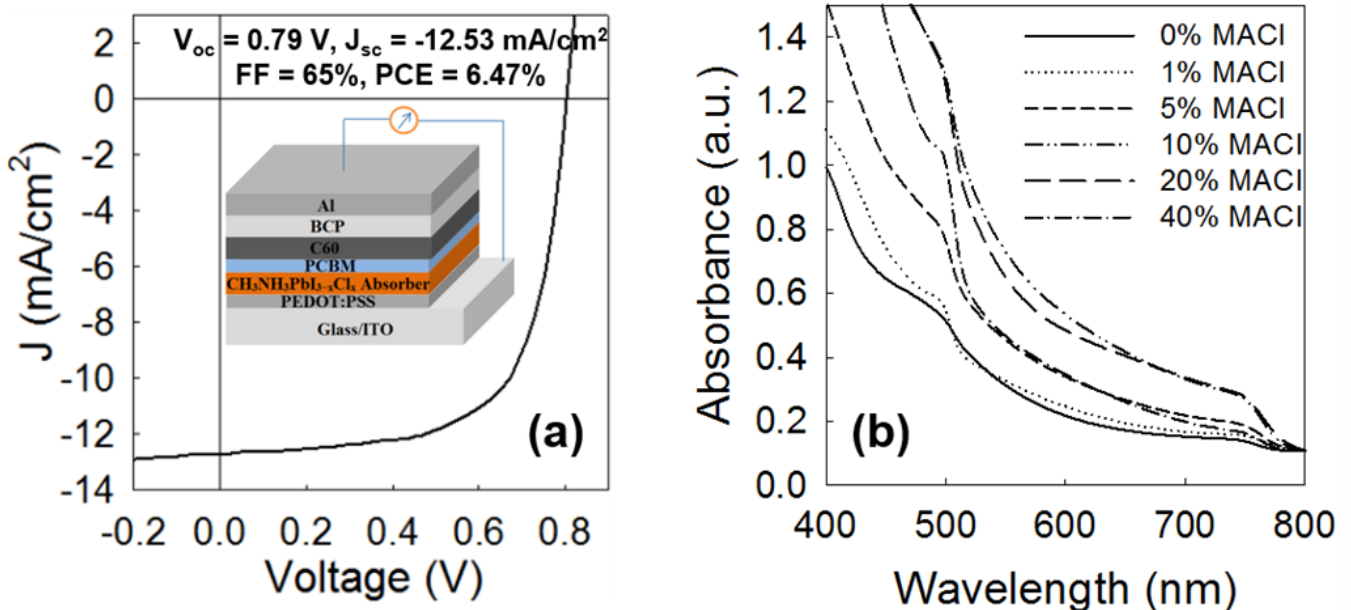 V_oc = 0.79 V, J_sc = -12.53 mA/cm²
FF = 65%, PCE = 6.47%
2
0
-2
-4
-6
-8
-10
-12
-14
J (mA/cm²)
Al
BCP
C60
PCBM
CH₃NH₃PbI₃₋ₓClₓ Absorber
PEDOT:PSS
Glass/ITO
(a)
-0.2 0.0 0.2 0.4 0.6 0.8
Voltage (V)
1.4
1.2
1.0
0.8
0.6
0.4
0.2
0.0
Absorbance (a.u.)
0% MACl
1% MACl
5% MACl
10% MACl
20% MACl
40% MACl
(b)
400 500 600 700 800
Wavelength (nm)